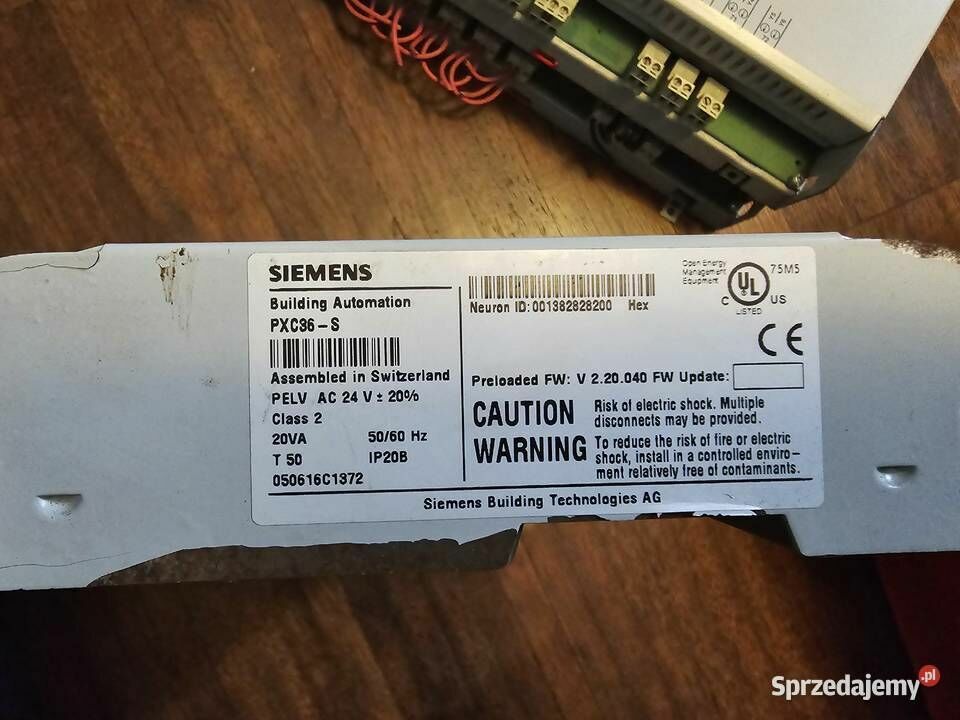 SIEMENS
Building Automation
PXC36-S
Assembled in Switzerland
PELV AC 24 V ± 20%
Class 2
20VA 50/60 Hz
T 50 IP20B
050616C1372
Neuron ID: 001382828200 Hex
Open Energy
Management
Equipment
C UL US
LISTED
75M5
CE
Preloaded FW: V 2.20.040 FW Update:
CAUTION
Risk of electric shock. Multiple
disconnects may be provided.
WARNING
To reduce the risk of fire or electric
shock, install in a controlled enviro-
ment relatively free of contaminants.
Siemens Building Technologies AG
Sprzedajemy.pl